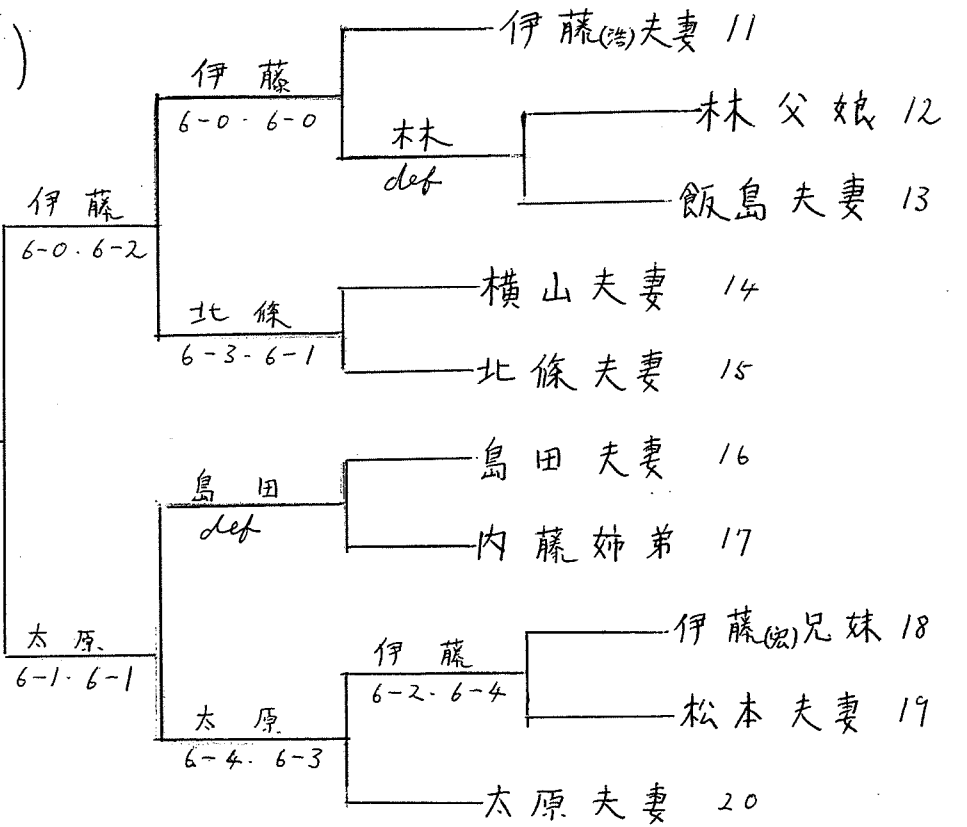 )
伊藤(浩)夫妻 11
伊藤
6-0・6-0
林父娘 12
林
def
飯島夫妻 13
伊藤
6-0・6-2
横山夫妻 14
北條
6-3・6-1
北條夫妻 15
島田夫妻 16
島田
def
内藤姉弟 17
伊藤(宏)兄妹 18
太原
6-1・6-1
伊藤
6-2・6-4
松本夫妻 19
太原
6-4・6-3
太原夫妻 20